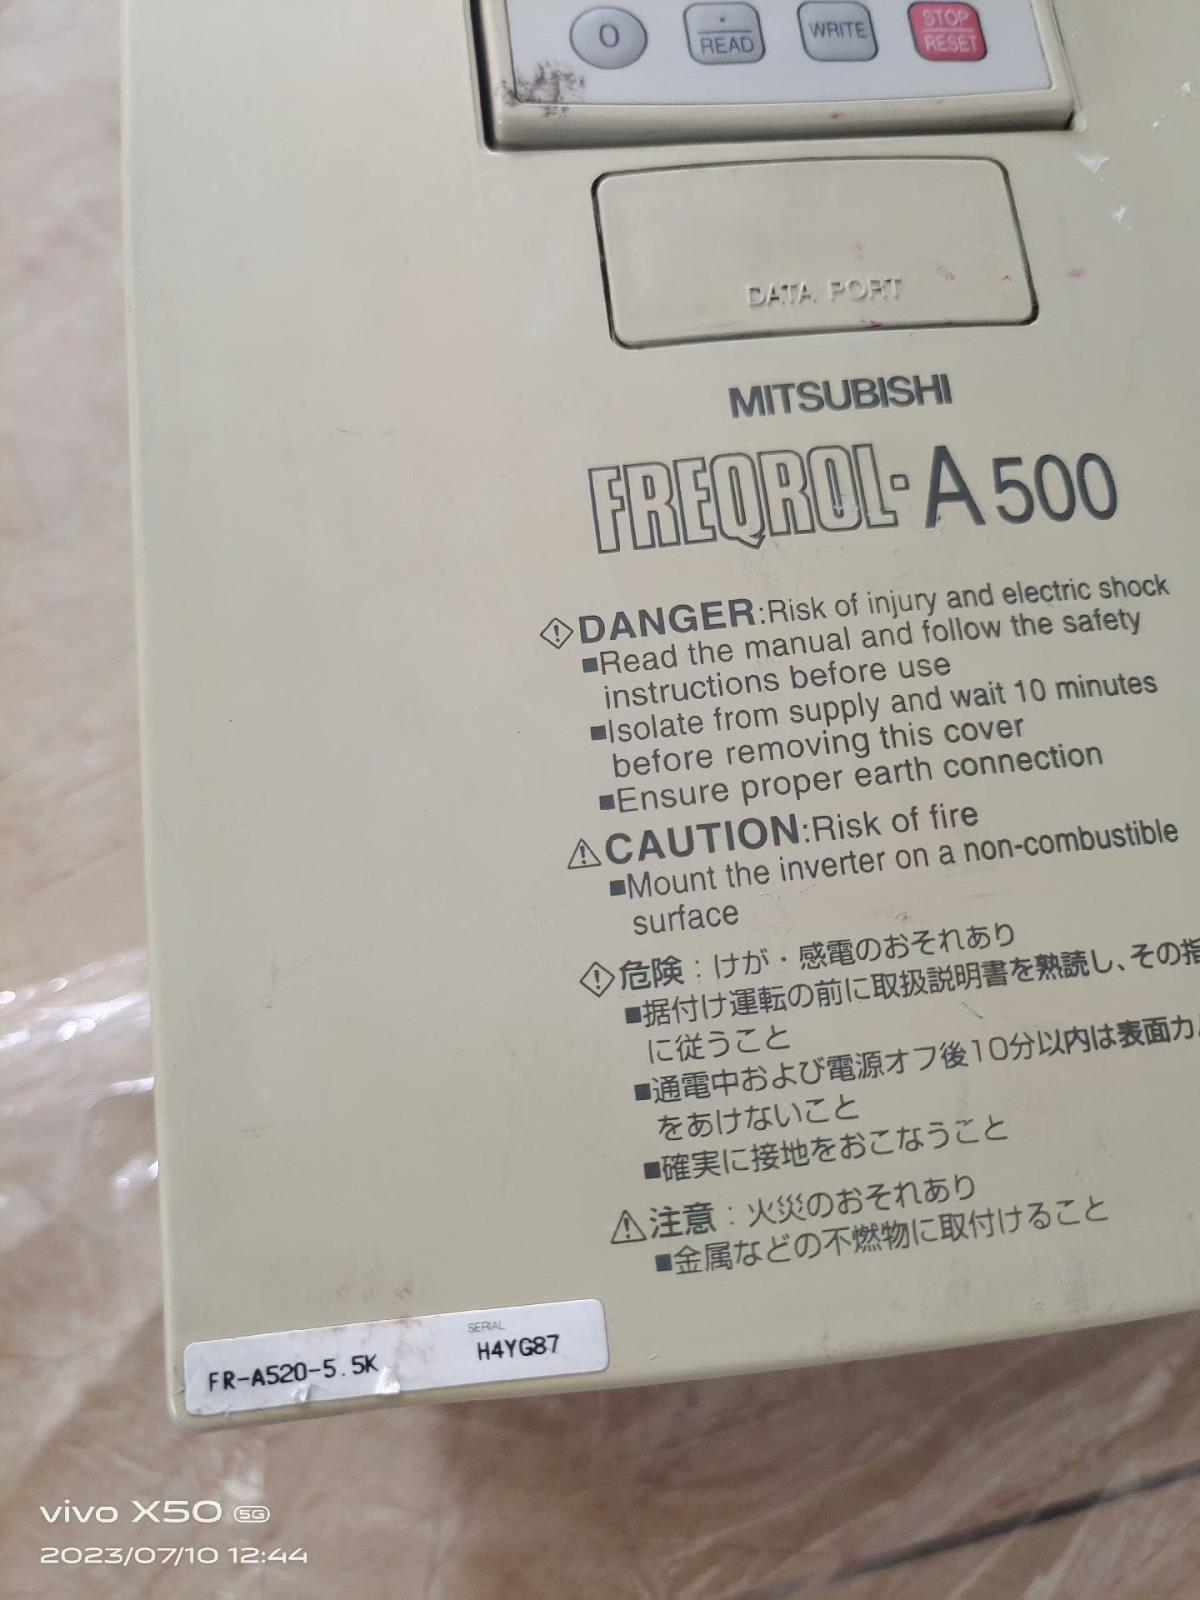 0
READ
WRITE
STOP
RESET
DATA PORT
MITSUBISHI
FREQROL-A500
DANGER:Risk of injury and electric shock
■Read the manual and follow the safety
instructions before use
■Isolate from supply and wait 10 minutes
before removing this cover
■Ensure proper earth connection
CAUTION:Risk of fire
■Mount the inverter on a non-combustible
surface
危険：けが・感電のおそれあり
■据付け運転の前に取扱説明書を熟読し、その指
に従うこと
■通電中および電源オフ後10分以内は表面カ
をあけないこと
■確実に接地をおこなうこと
注意：火災のおそれあり
■金属などの不燃物に取付けること
SERIAL
FR-A520-5.5K H4YG87
vivo X50 5G
2023/07/10 12:44